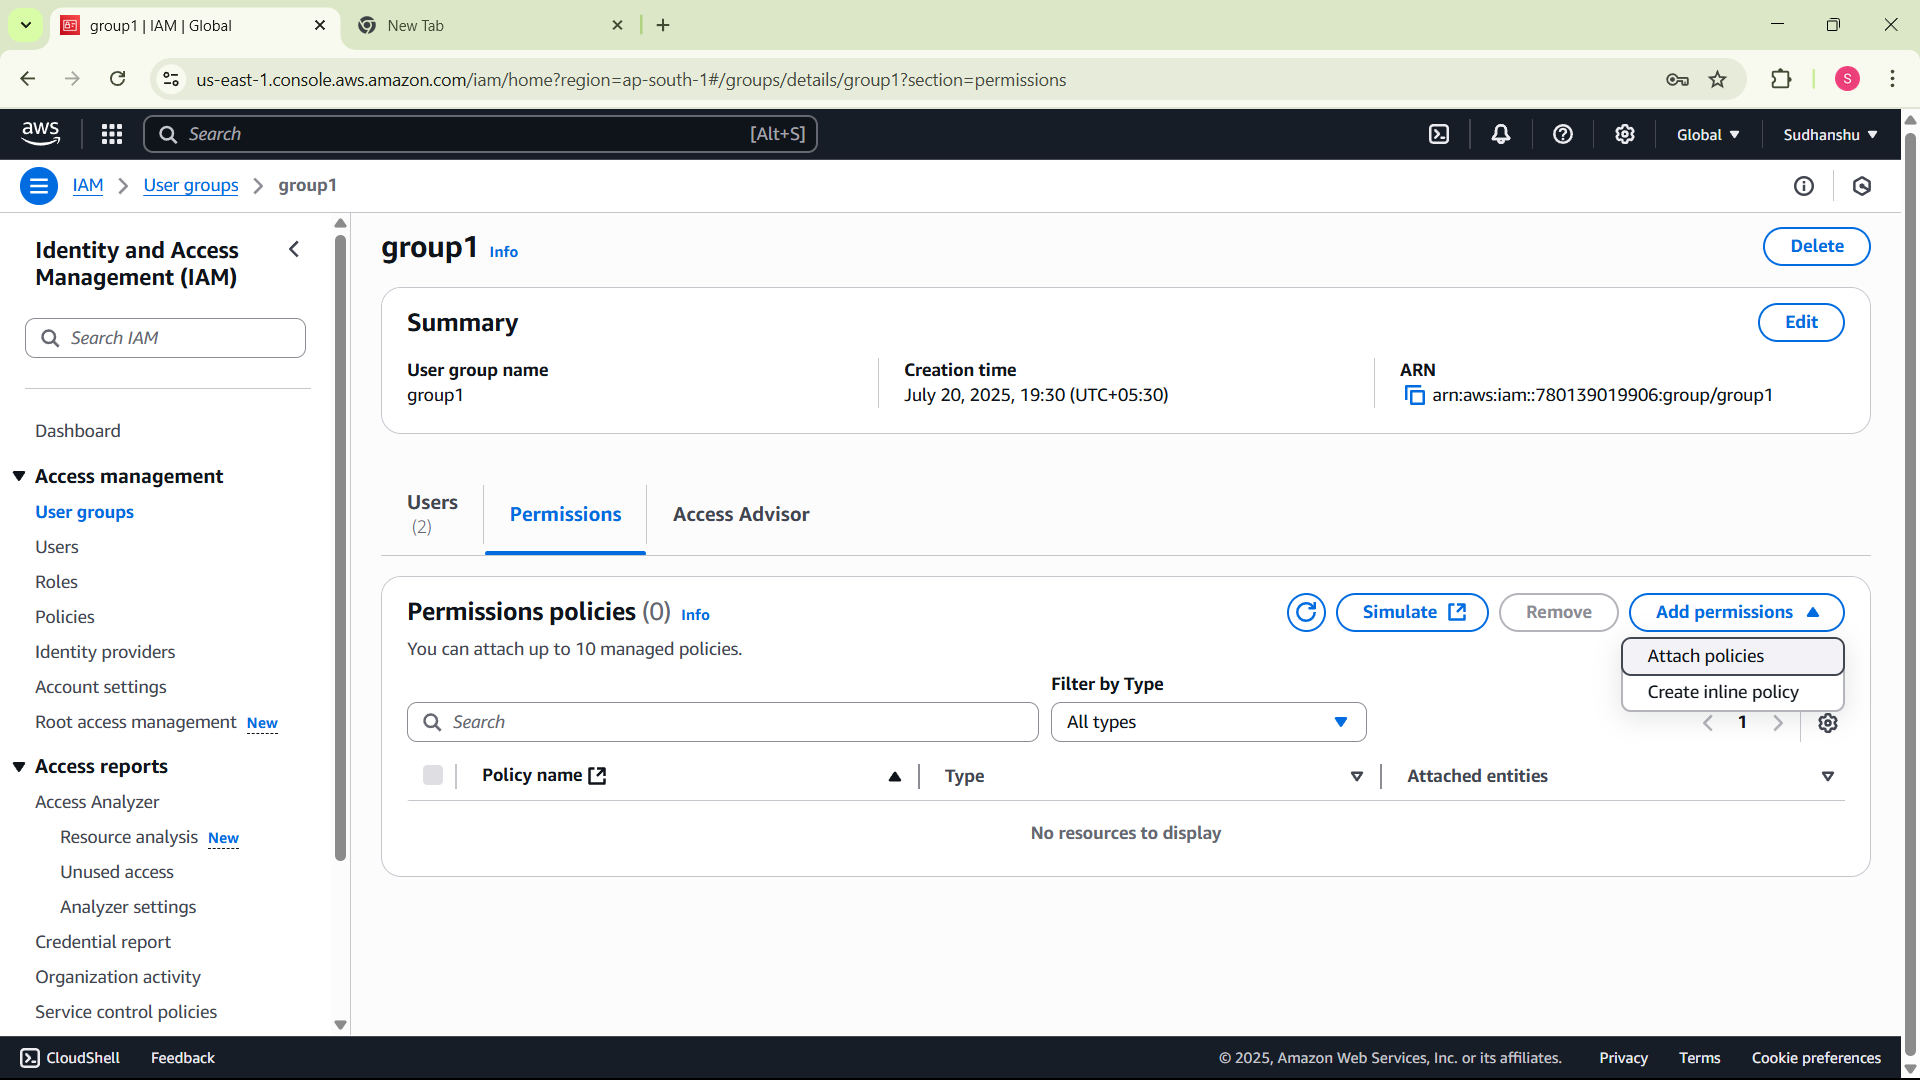 group1 | IAM | Global
New Tab
us-east-1.console.aws.amazon.com/iam/home?region=ap-south-1#/groups/details/group1?section=permissions
S
aws
Search [Alt+S]
Global
Sudhanshu
IAM
User groups
group1
Identity and Access
Management (IAM)
Search IAM
Dashboard
Access management
User groups
Users
Roles
Policies
Identity providers
Account settings
Root access management New
Access reports
Access Analyzer
Resource analysis New
Unused access
Analyzer settings
Credential report
Organization activity
Service control policies
group1 Info
Delete
Summary
Edit
User group name
group1
Creation time
July 20, 2025, 19:30 (UTC+05:30)
ARN
arn:aws:iam::780139019906:group/group1
Users
(2)
Permissions
Access Advisor
Permissions policies (0) Info
Simulate
Remove
Add permissions
You can attach up to 10 managed policies.
Attach policies
Create inline policy
Filter by Type
Search
All types
1
Policy name
Type
Attached entities
No resources to display
CloudShell
Feedback
© 2025, Amazon Web Services, Inc. or its affiliates.
Privacy
Terms
Cookie preferences